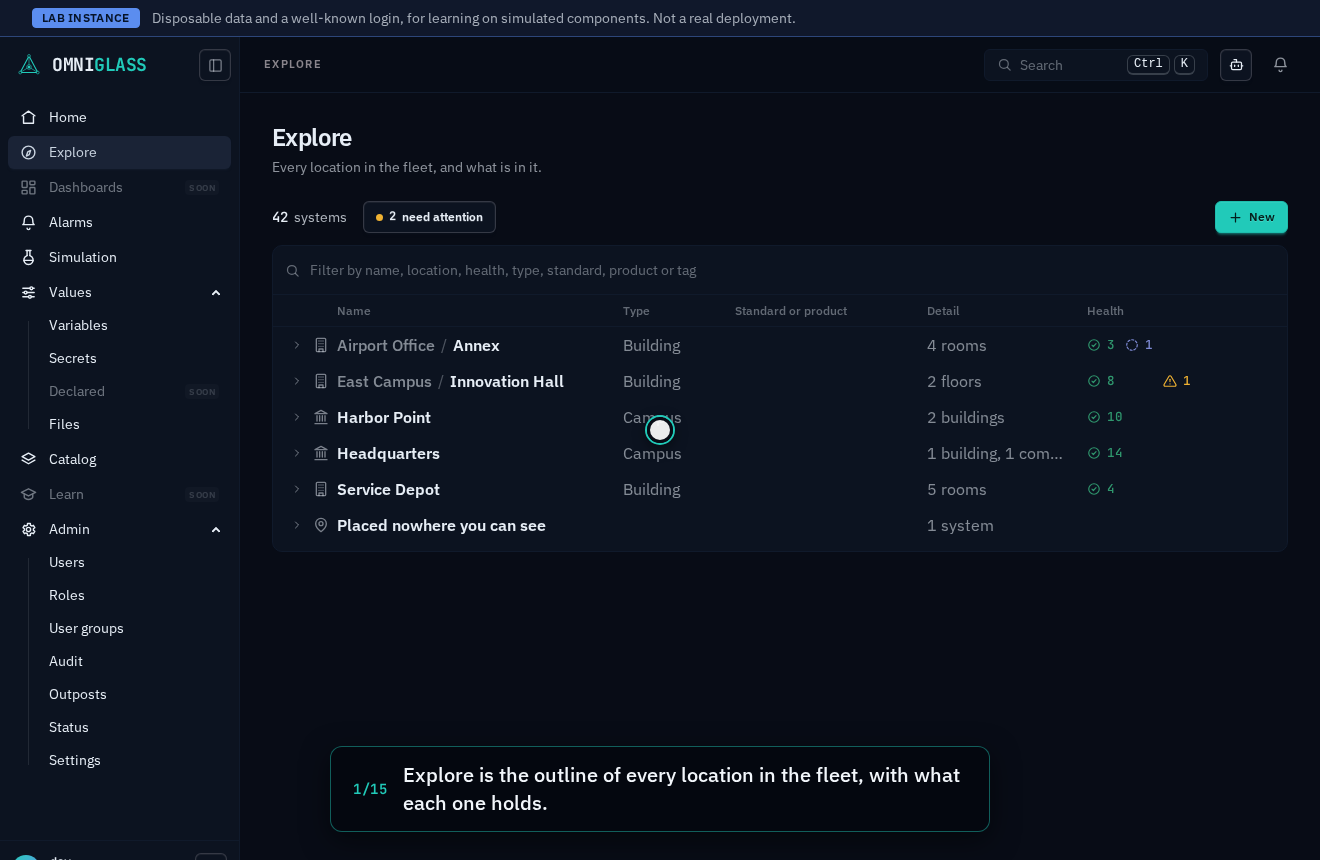 LAB INSTANCE Disposable data and a well-known login, for learning on simulated components. Not a real deployment.
OMNIGLASS
EXPLORE
Search Ctrl K
Home
Explore
Dashboards SOON
Alarms
Simulation
Values
Variables
Secrets
Declared SOON
Files
Catalog
Learn SOON
Admin
Users
Roles
User groups
Audit
Outposts
Status
Settings
Explore
Every location in the fleet, and what is in it.
42 systems 2 need attention New
Filter by name, location, health, type, standard, product or tag
Name Type Standard or product Detail Health
Airport Office / Annex Building 4 rooms 3 1
East Campus / Innovation Hall Building 2 floors 8 1
Harbor Point Campus 2 buildings 10
Headquarters Campus 1 building, 1 com... 14
Service Depot Building 5 rooms 4
Placed nowhere you can see 1 system
1/15 Explore is the outline of every location in the fleet, with what
each one holds.